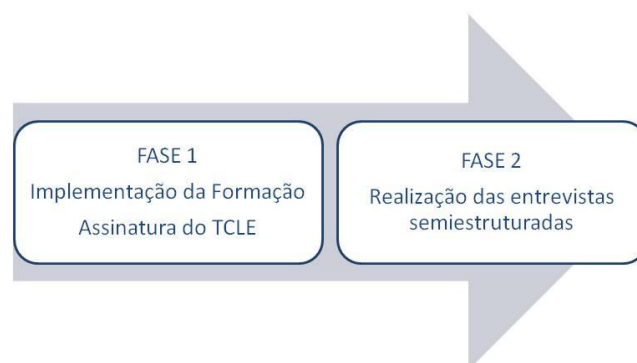 FASE 1
Implementação da Formação
Assinatura do TCLE
FASE 2
Realização das entrevistas
semiestruturadas